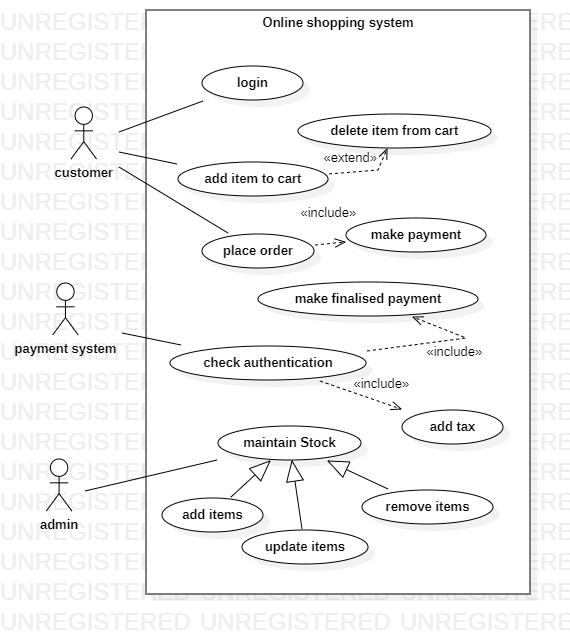 Online shopping system
login
delete item from cart
«extend»
customer
add item to cart
«include»
make payment
place order
make finalised payment
payment system
«include»
check authentication
«include»
add tax
maintain Stock
admin
add items
remove items
update items
UNREGISTERED UNREGISTERED UNREGISTERED